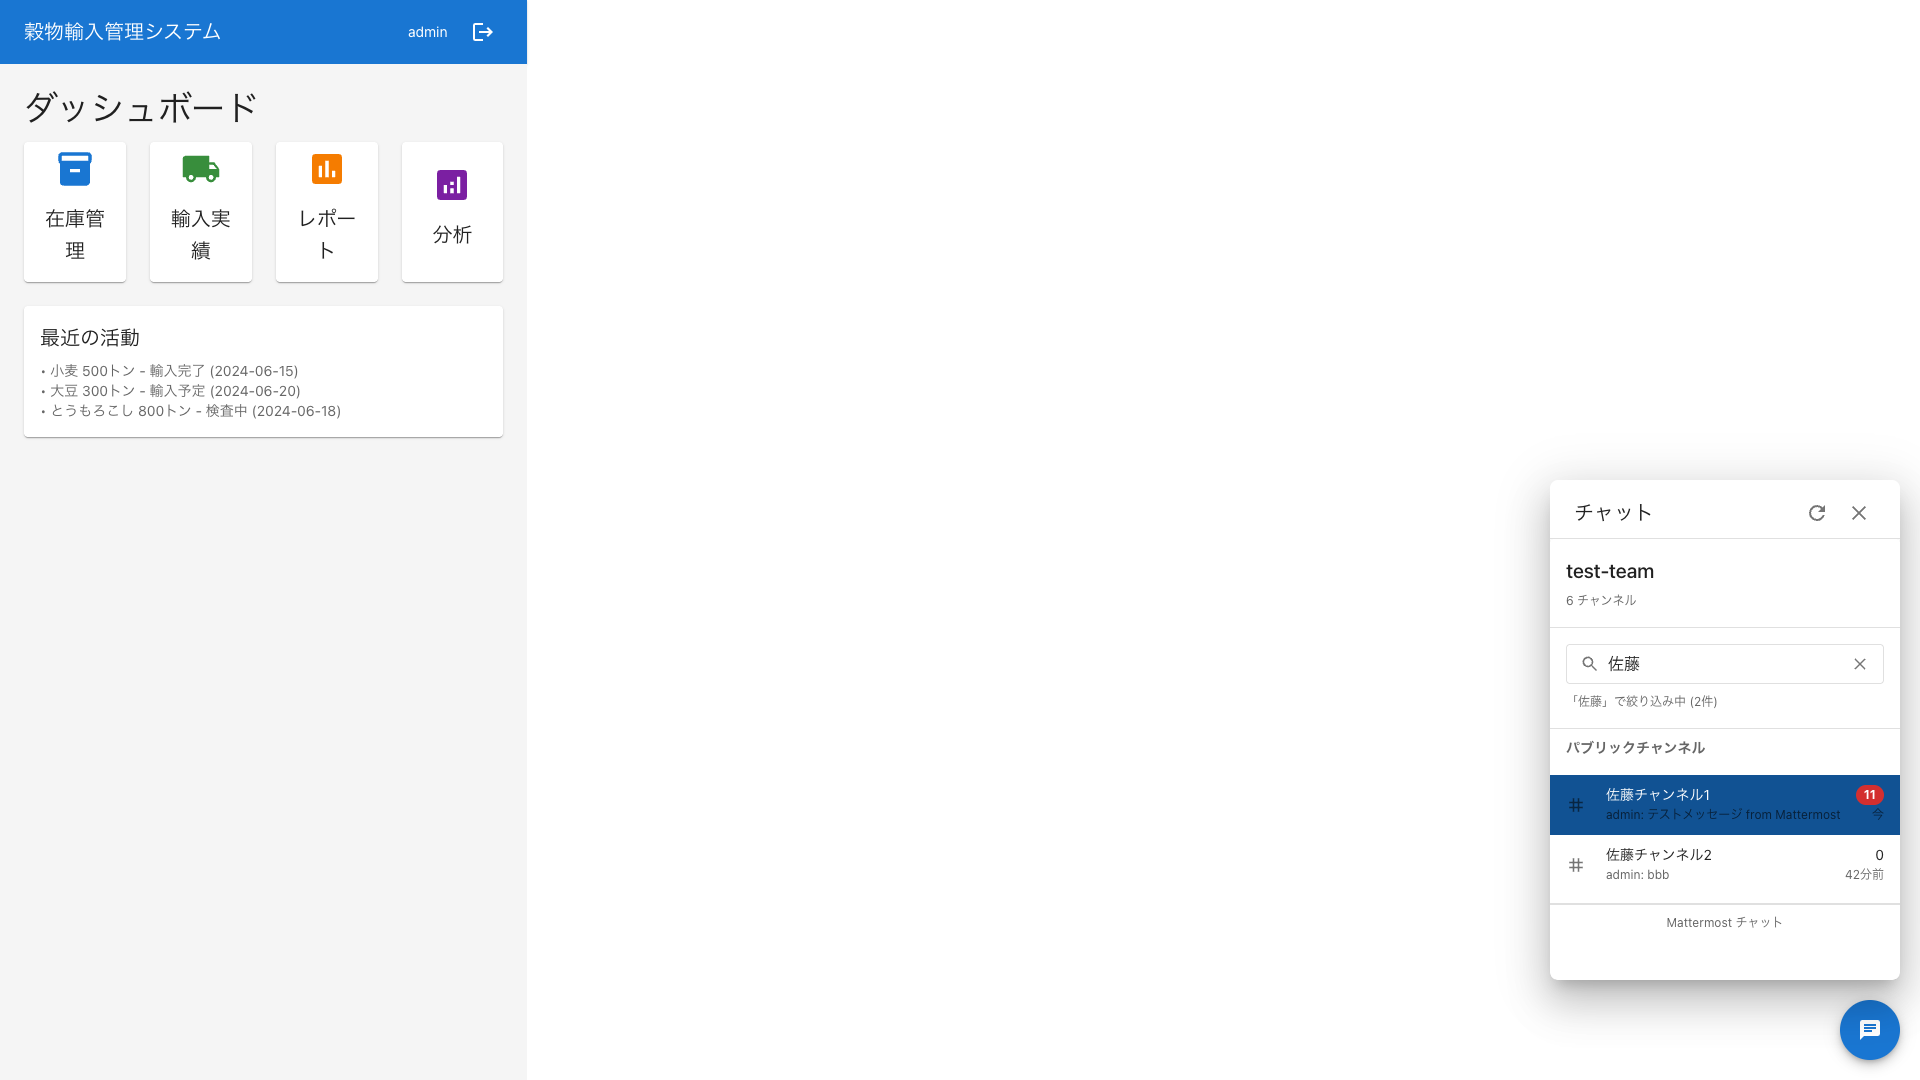 穀物輸入管理システム
admin
ダッシュボード
在庫管
理
輸入実
績
レポー
ト
分析
最近の活動
• 小麦 500トン - 輸入完了 (2024-06-15)
• 大豆 300トン - 輸入予定 (2024-06-20)
• とうもろこし 800トン - 検査中 (2024-06-18)
チャット
test-team
6 チャンネル
佐藤
「佐藤」で絞り込み中 (2件)
パブリックチャンネル
佐藤チャンネル1
11
admin: テストメッセージ from Mattermost
今
佐藤チャンネル2
0
admin: bbb
42分前
Mattermost チャット